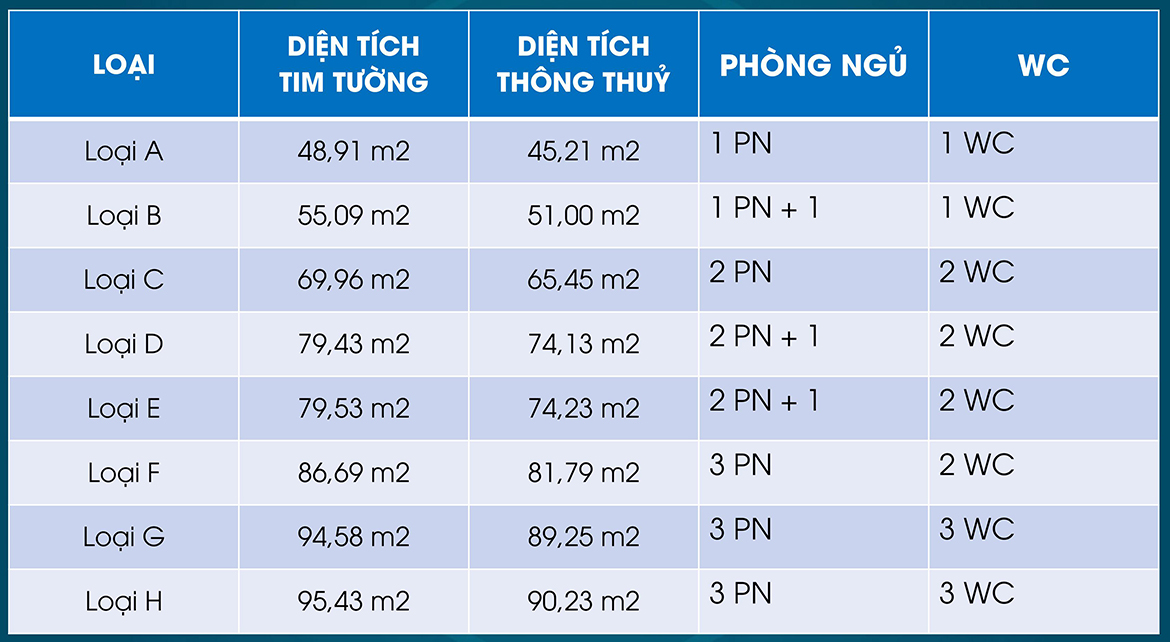 LOẠI DIỆN TÍCH TIM TƯỜNG DIỆN TÍCH THÔNG THUỶ PHÒNG NGỦ WC
Loại A 48,91 m2 45,21 m2 1 PN 1 WC
Loại B 55,09 m2 51,00 m2 1 PN + 1 1 WC
Loại C 69,96 m2 65,45 m2 2 PN 2 WC
Loại D 79,43 m2 74,13 m2 2 PN + 1 2 WC
Loại E 79,53 m2 74,23 m2 2 PN + 1 2 WC
Loại F 86,69 m2 81,79 m2 3 PN 2 WC
Loại G 94,58 m2 89,25 m2 3 PN 3 WC
Loại H 95,43 m2 90,23 m2 3 PN 3 WC